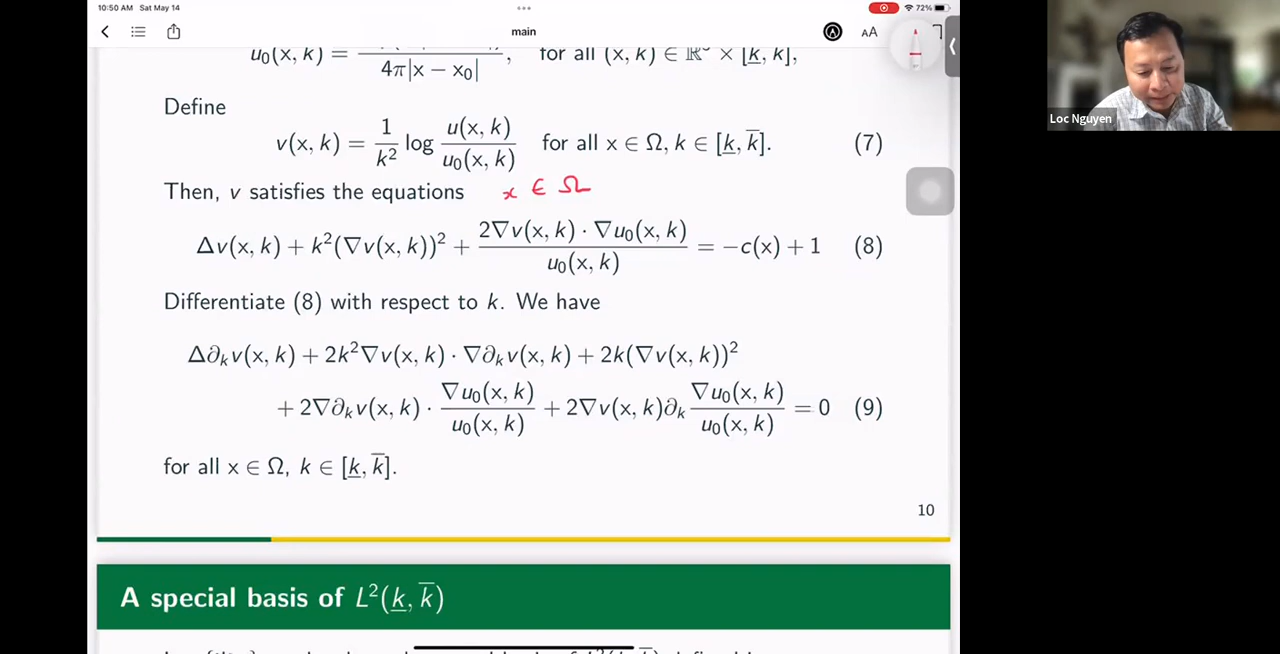 10:50 AM Sat May 14
72%
main
AA
u₀(x, k) = / 4π|x − x₀| , for all (x, k) ∈ ℝ³ × [k̲, k̅],
Define
v(x, k) = 1/k² log u(x, k)/u₀(x, k) for all x ∈ Ω, k ∈ [k̲, k̅]. (7)
Then, v satisfies the equations x ∈ Ω
Δv(x, k) + k²(∇v(x, k))² + 2∇v(x, k) · ∇u₀(x, k)/u₀(x, k) = −c(x) + 1 (8)
Differentiate (8) with respect to k. We have
Δ∂ₖv(x, k) + 2k²∇v(x, k) · ∇∂ₖv(x, k) + 2k(∇v(x, k))²
+ 2∇∂ₖv(x, k) · ∇u₀(x, k)/u₀(x, k) + 2∇v(x, k)∂ₖ ∇u₀(x, k)/u₀(x, k) = 0 (9)
for all x ∈ Ω, k ∈ [k̲, k̅].
10
A special basis of L²(k̲, k̅)
Loc Nguyen